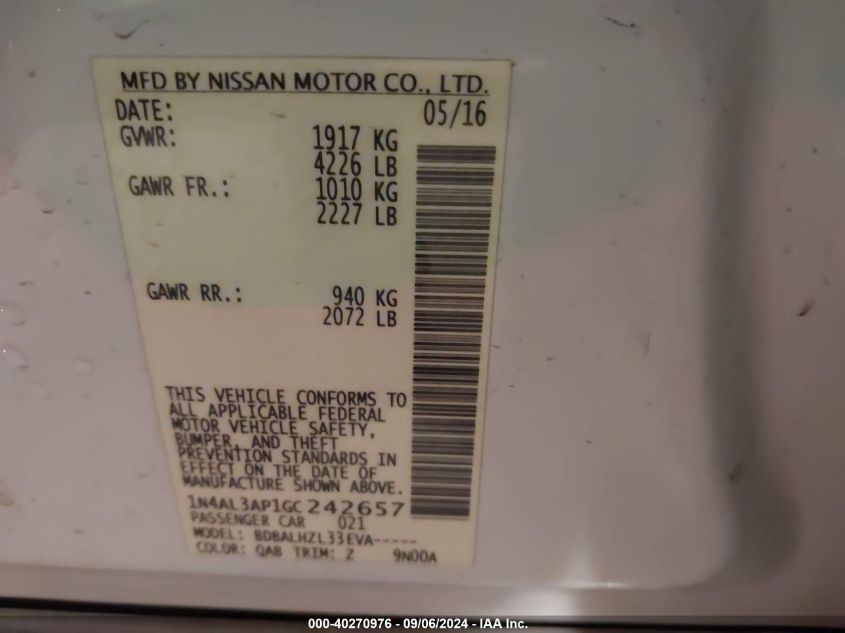 MFD BY NISSAN MOTOR CO., LTD.
DATE: 05/16
GVWR: 1917 KG
4226 LB
GAWR FR.: 1010 KG
2227 LB
GAWR RR.: 940 KG
2072 LB
THIS VEHICLE CONFORMS TO
ALL APPLICABLE FEDERAL
MOTOR VEHICLE SAFETY,
BUMPER, AND THEFT
PREVENTION STANDARDS IN
EFFECT ON THE DATE OF
MANUFACTURE SHOWN ABOVE.
1N4AL3AP1GC242657
PASSENGER CAR 021
MODEL: BDBALHZL33EVA-----
COLOR: QAB TRIM: Z 9N00A
000-40270976 - 09/06/2024 - IAA Inc.